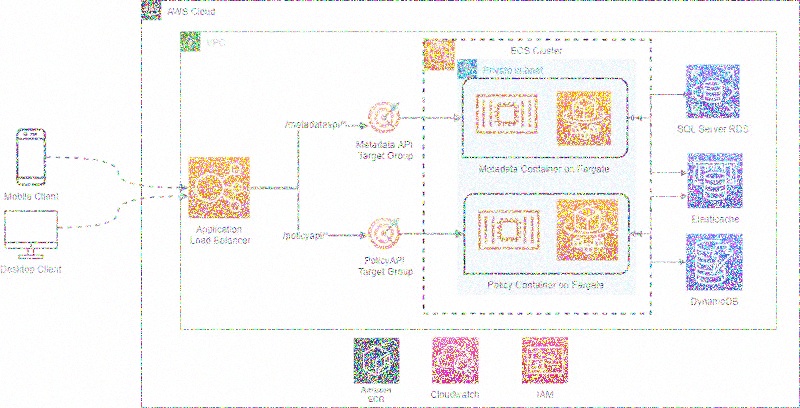 AWS Cloud
VPC
ECS Cluster
Private subnet
/metadataapi/*
Metadata API
Target Group
Metadata Container on Fargate
SQL Server RDS
Mobile Client
Application
Load Balancer
Elasticache
Desktop Client
/policyapi/*
PolicyAPI
Target Group
Policy Container on Fargate
DynamoDB
Amazon
Cloudwatch
IAM